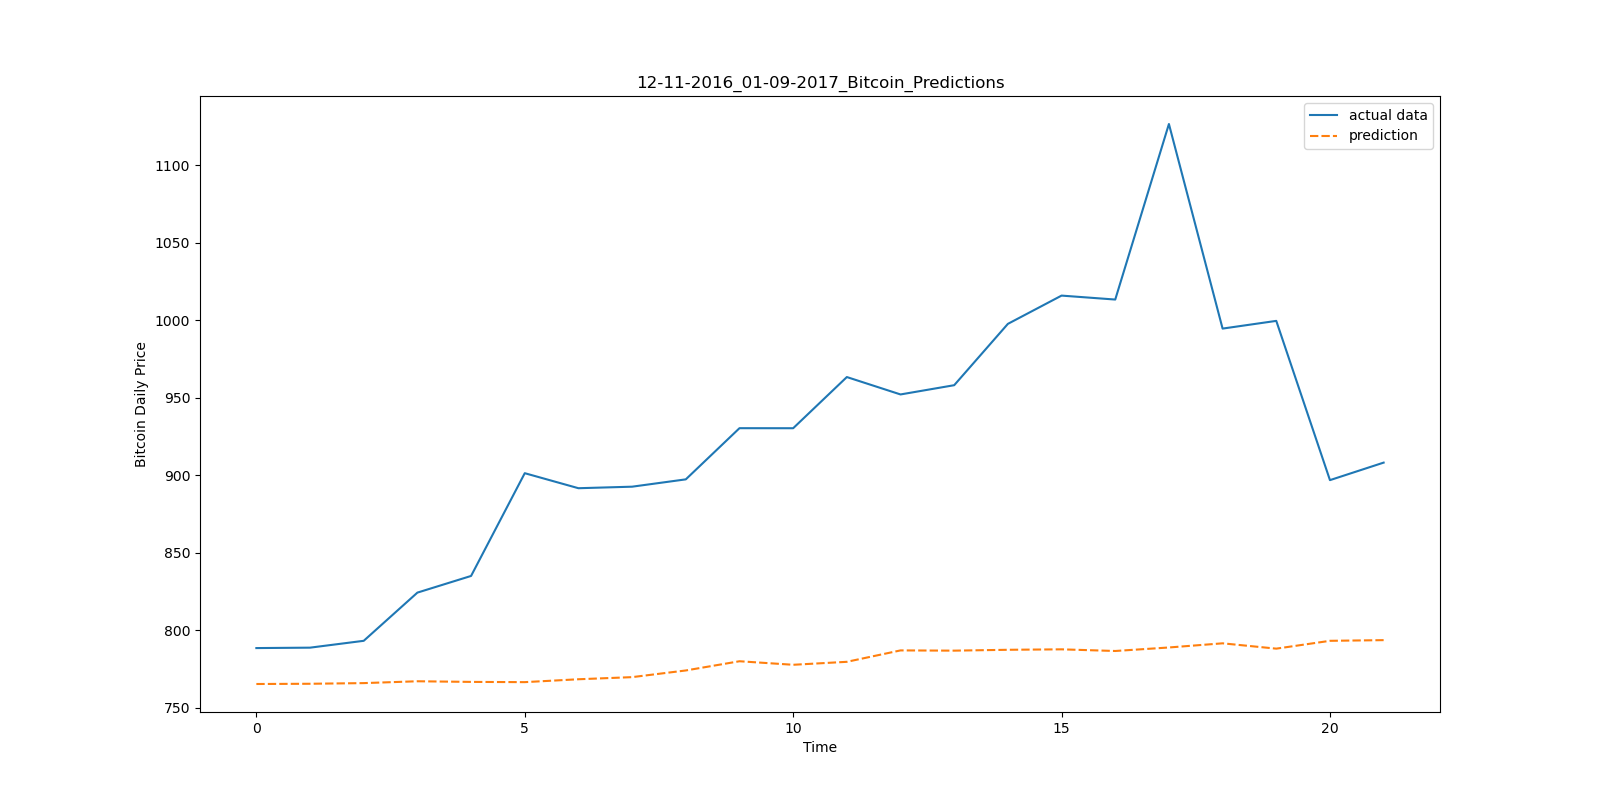 12-11-2016_01-09-2017_Bitcoin_Predictions
actual data
prediction
1100
1050
1000
950
900
850
800
750
Bitcoin Daily Price
0 5 10 15 20
Time